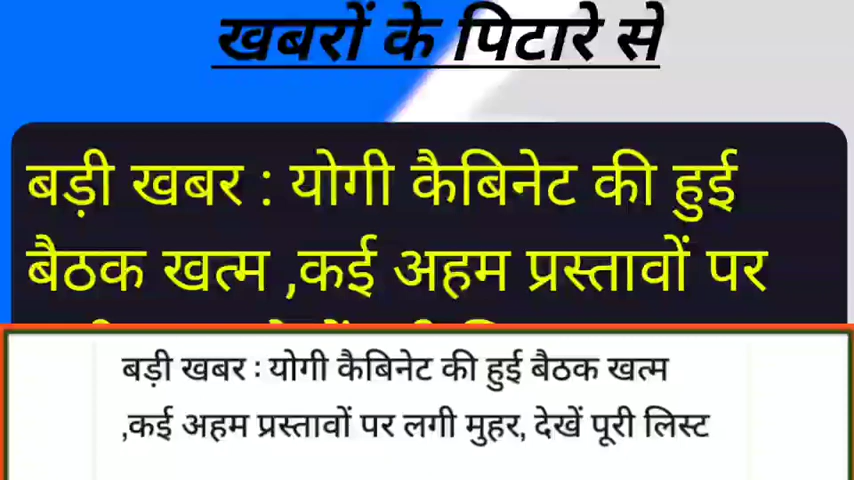 खबरों के पिटारे से
बड़ी खबर : योगी कैबिनेट की हुई
बैठक खत्म ,कई अहम प्रस्तावों पर
बड़ी खबर : योगी कैबिनेट की हुई बैठक खत्म
,कई अहम प्रस्तावों पर लगी मुहर, देखें पूरी लिस्ट